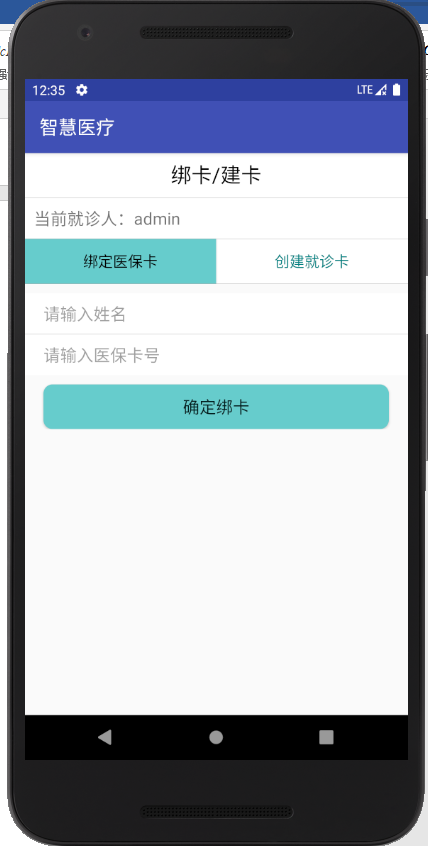 12:35 LTE
智慧医疗
绑卡/建卡
当前就诊人：admin
绑定医保卡 创建就诊卡
请输入姓名
请输入医保卡号
确定绑卡